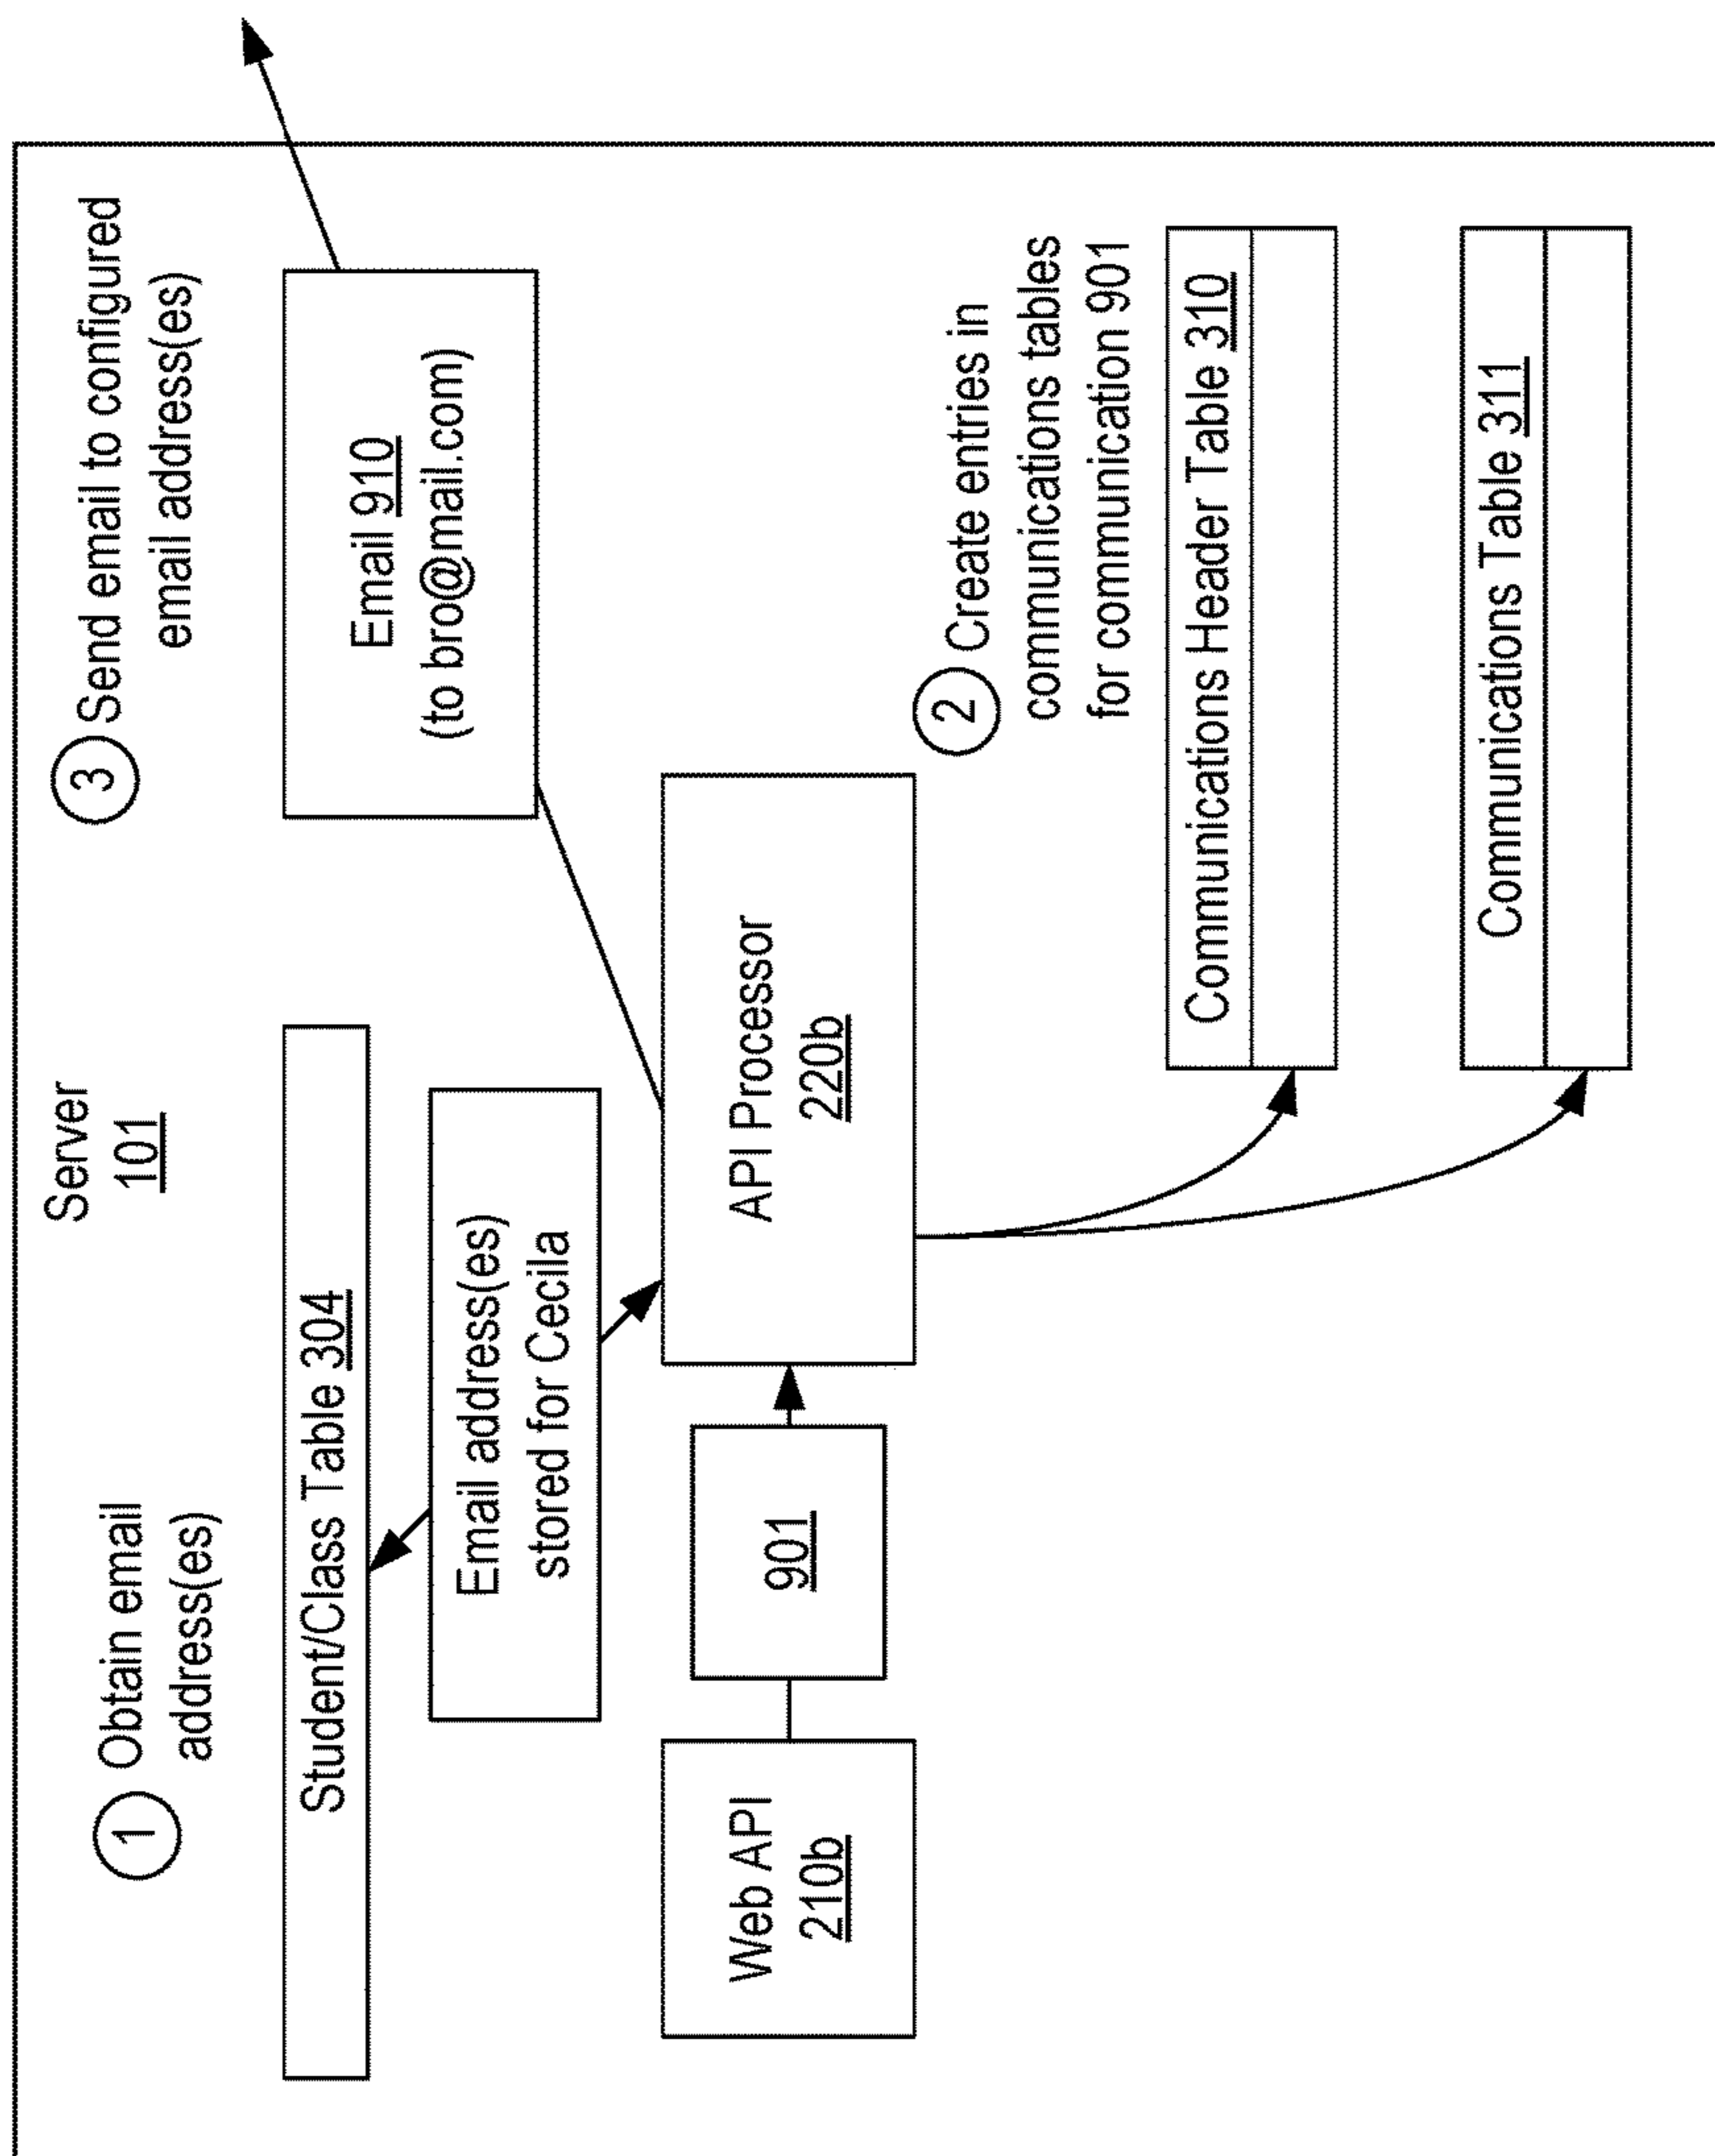 Server
101
1
Obtain email
address(es)
3
Send email to configured
email address(es)
Student/Class Table 304
Email 910
(to bro@mail.com)
Email address(es)
stored for Cecila
Web API
210b
901
API Processor
220b
2
Create entries in
communications tables
for communication 901
Communications Header Table 310
Communications Table 311